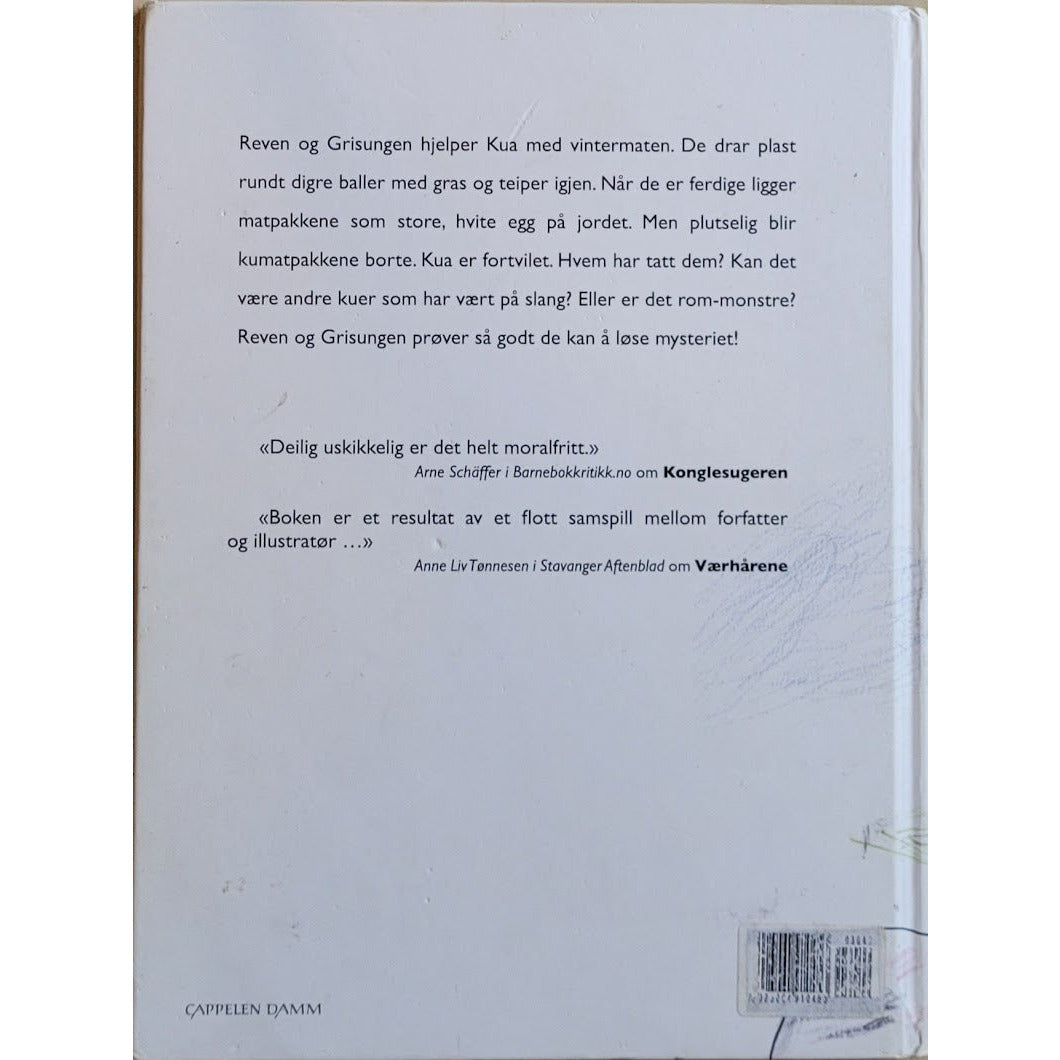 Reven og Grisungen hjelper Kua med vintermaten. De drar plast
rundt digre baller med gras og teiper igjen. Når de er ferdige ligger
matpakkene som store, hvite egg på jordet. Men plutselig blir
kumatpakkene borte. Kua er fortvilet. Hvem har tatt dem? Kan det
være andre kuer som har vært på slang? Eller er det rom-monstre?
Reven og Grisungen prøver så godt de kan å løse mysteriet!
«Deilig uskikkelig er det helt moralfritt.»
Arne Schäffer i Barnebokkritikk.no om Konglesugeren
«Boken er et resultat av et flott samspill mellom forfatter
og illustratør ...»
Anne Liv Tønnesen i Stavanger Aftenblad om Værhårene
CAPPELEN DAMM